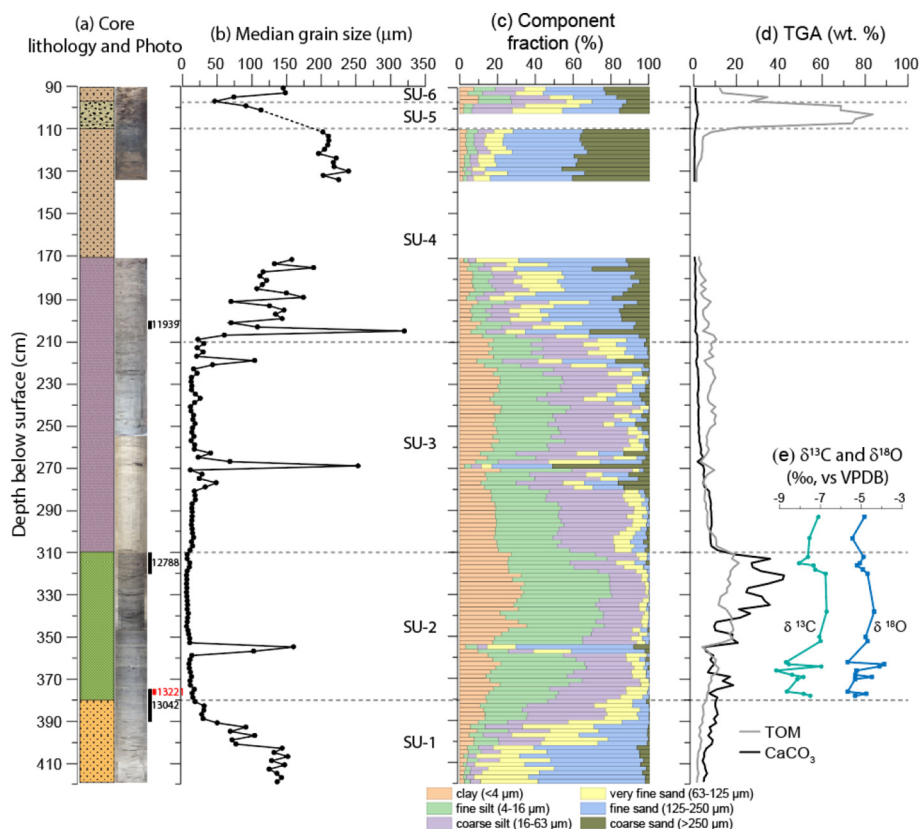 (a) Core
lithology and Photo
(b) Median grain size (μm)
(c) Component
fraction (%)
(d) TGA (wt. %)
0 50 100 150 200 250 300 350
0 20 40 60 80 100
0 20 40 60 80 100
Depth below surface (cm)
90
110
130
150
170
190
210
230
250
270
290
310
330
350
370
390
410
11939
12788
13221
13042
SU-6
SU-5
SU-4
SU-3
SU-2
SU-1
(e) δ13C and δ18O
(‰, vs VPDB)
-9 -7 -5 -3
δ 13C
δ 18O
TOM
CaCO3
clay (<4 μm)
fine silt (4-16 μm)
coarse silt (16-63 μm)
very fine sand (63-125 μm)
fine sand (125-250 μm)
coarse sand (>250 μm)